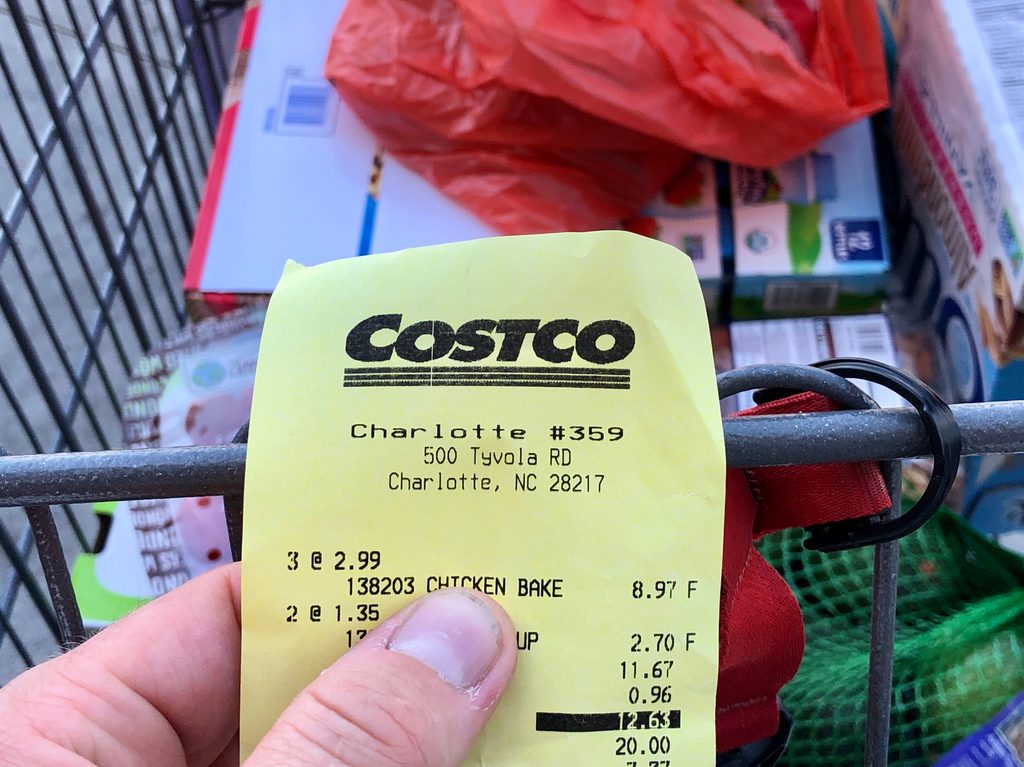 COSTCO
Charlotte #359
500 Tyvola RD
Charlotte, NC 28217
3 @ 2.99
138203 CHICKEN BAKE 8.97 F
2 @ 1.35
UP 2.70 F
11.67
0.96
12.63
20.00